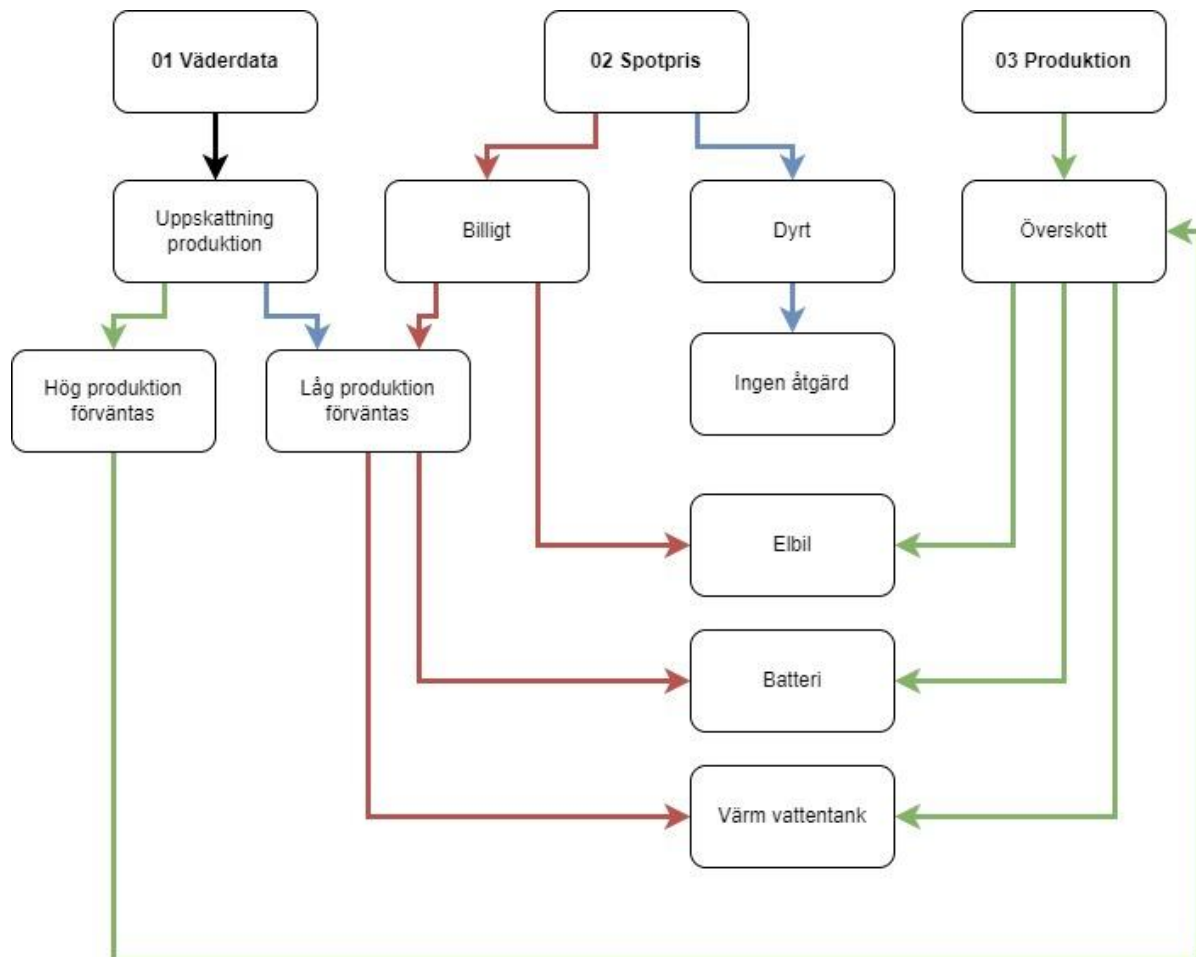 01 Väderdata
02 Spotpris
03 Produktion
Uppskattning
produktion
Billigt
Dyrt
Överskott
Hög produktion
förväntas
Låg produktion
förväntas
Ingen åtgärd
Elbil
Batteri
Värm vattentank